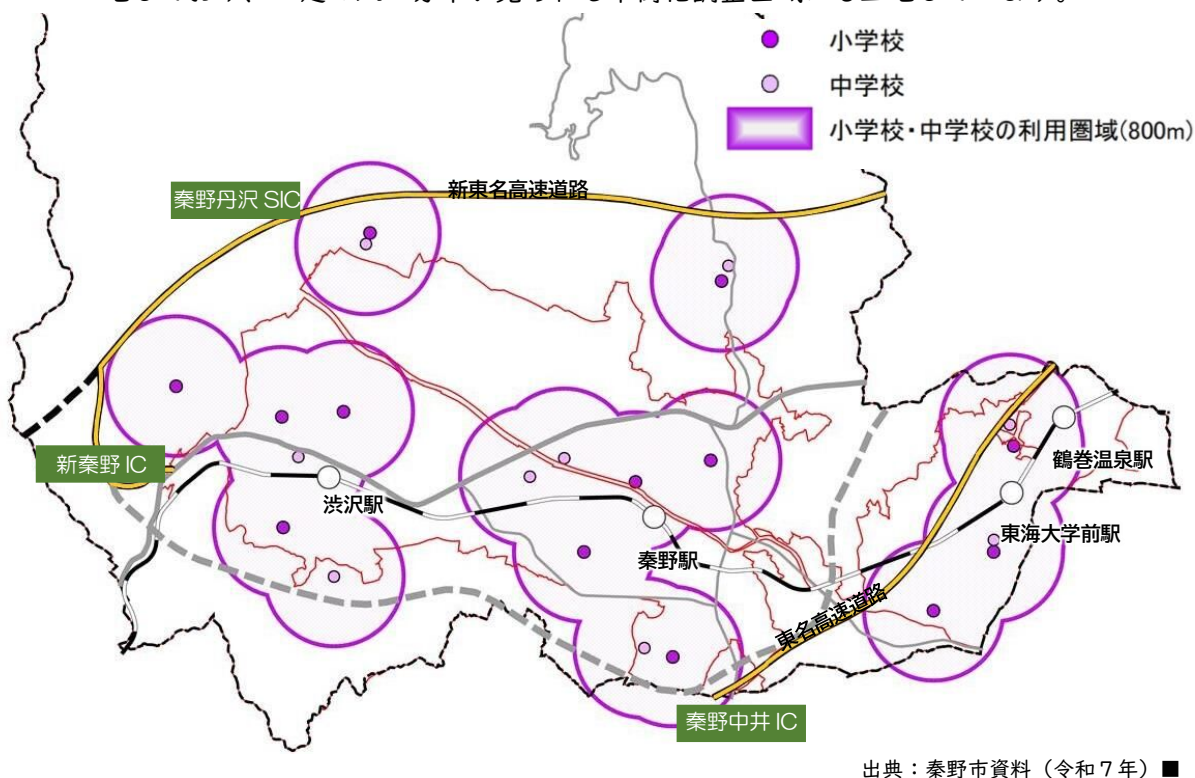 小学校
中学校
小学校・中学校の利用圏域(800m)
新東名高速道路
秦野丹沢 SIC
新秦野 IC
渋沢駅
秦野駅
鶴巻温泉駅
東海大学前駅
東名高速道路
秦野中井 IC
出典：秦野市資料（令和７年）■